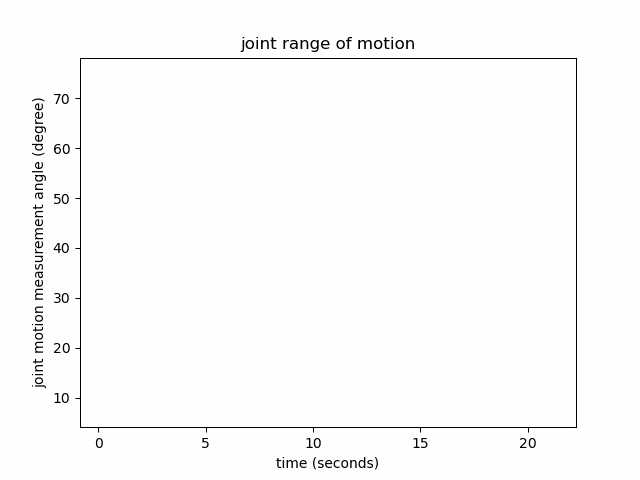 joint range of motion
joint motion measurement angle (degree)
70
60
50
40
30
20
10
0 5 10 15 20
time (seconds)